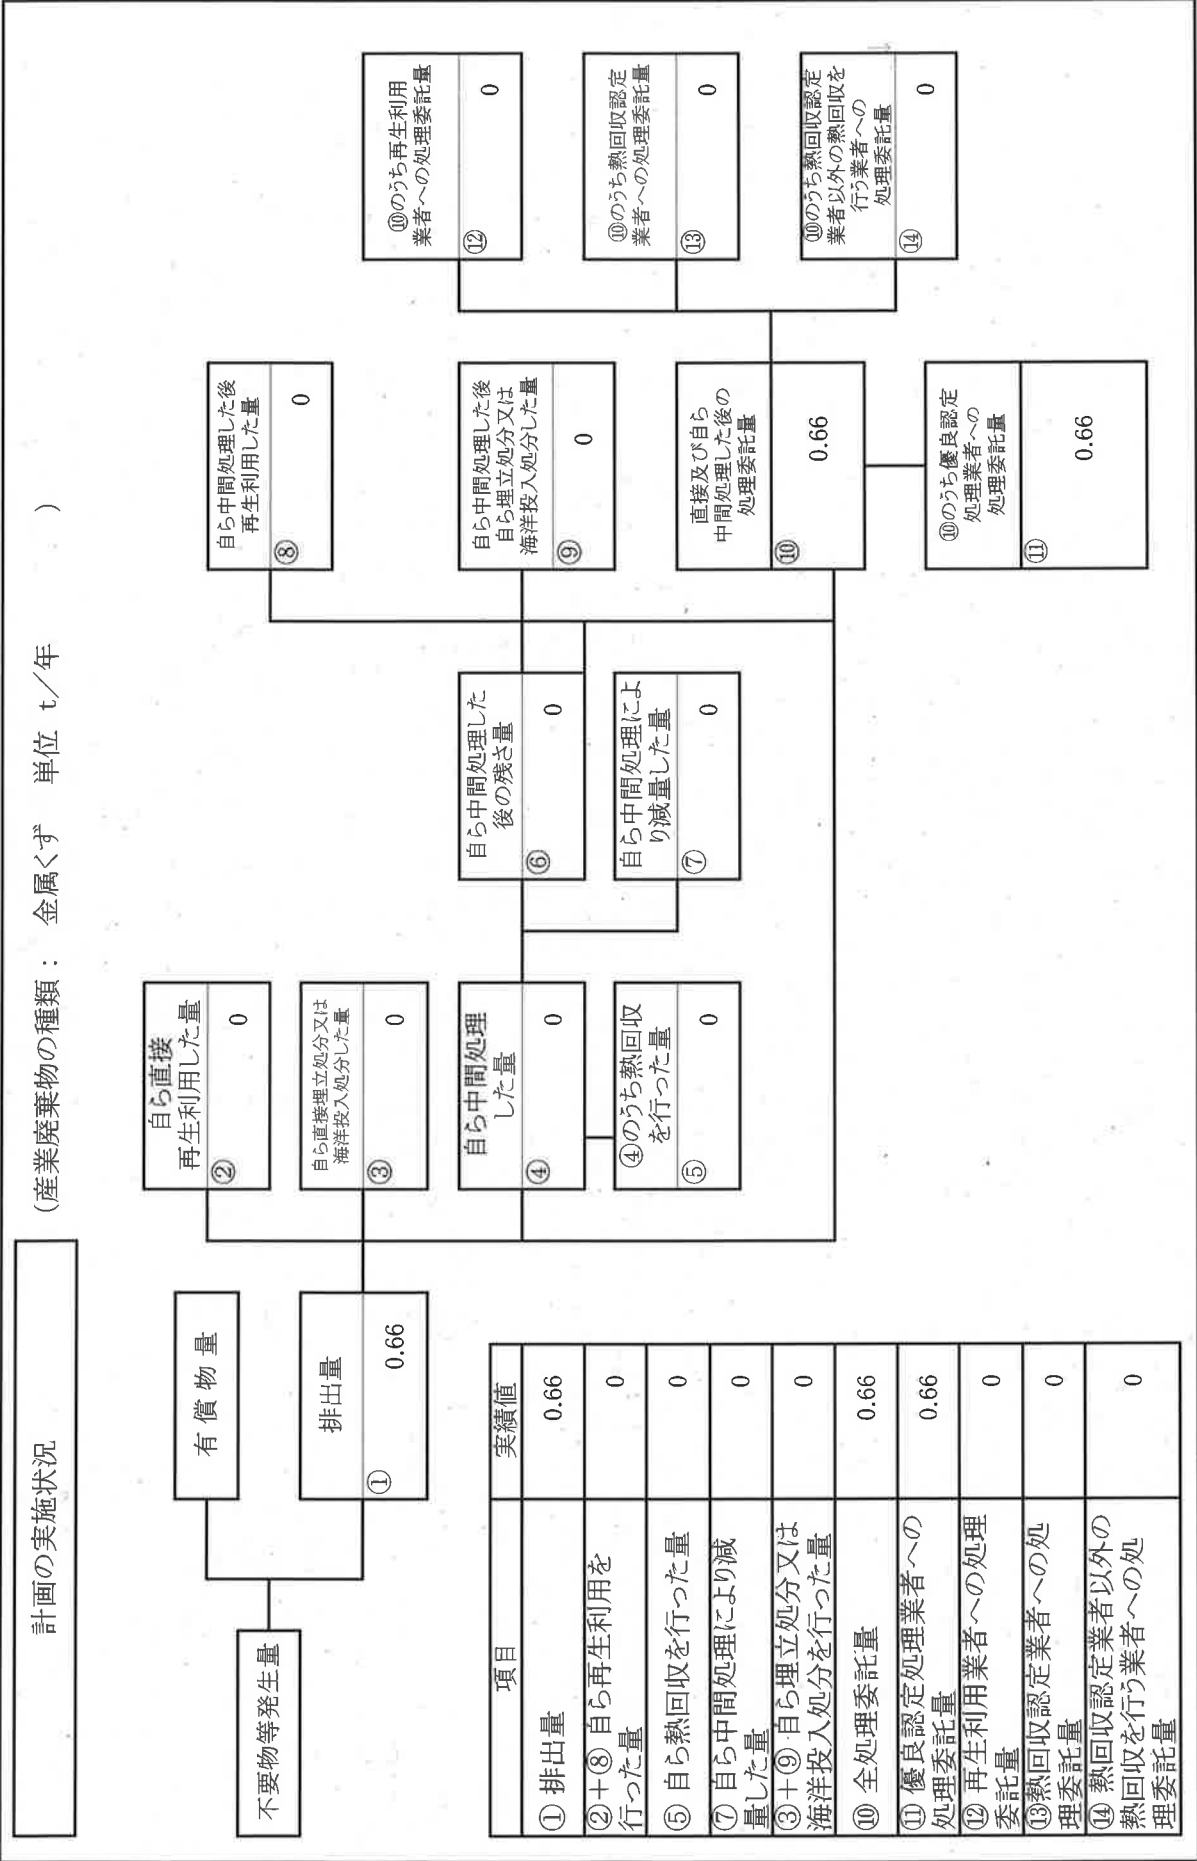 計画の実施状況
(産業廃棄物の種類： 金属くず 単位 t／年 )
不要物等発生量
有 償 物 量
排出量
①
0.66
自ら直接
再生利用した量
②
0
自ら直接埋立処分又は
海洋投入処分した量
③
0
自ら中間処理
した量
④
0
④のうち熱回収
を行った量
⑤
0
自ら中間処理した
後の残さ量
⑥
0
自ら中間処理によ
り減量した量
⑦
0
自ら中間処理した後
再生利用した量
⑧
0
自ら中間処理した後
自ら埋立処分又は
海洋投入処分した量
⑨
0
直接及び自ら
中間処理した後の
処理委託量
⑩
0.66
⑩のうち優良認定
処理業者への
処理委託量
⑪
0.66
⑩のうち再生利用
業者への処理委託量
⑫
0
⑩のうち熱回収認定
業者への処理委託量
⑬
0
⑩のうち熱回収認定
業者以外の熱回収を
行う業者への
処理委託量
⑭
0
項目 実績値
① 排出量 0.66
②＋⑧ 自ら再生利用を
行った量 0
⑤ 自ら熱回収を行った量 0
⑦ 自ら中間処理により減
量した量 0
③＋⑨ 自ら埋立処分又は
海洋投入処分を行った量 0
⑩ 全処理委託量 0.66
⑪ 優良認定処理業者への
処理委託量 0.66
⑫ 再生利用業者への処理
委託量 0
⑬熱回収認定業者への処
理委託量 0
⑭ 熱回収認定業者以外の
熱回収を行う業者への処
理委託量 0